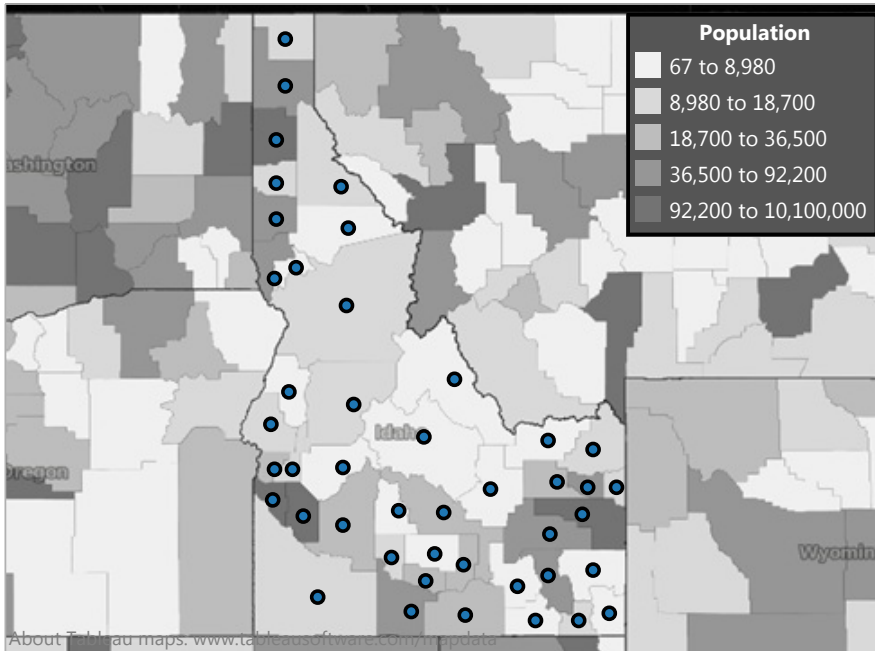 Population
67 to 8,980
8,980 to 18,700
18,700 to 36,500
36,500 to 92,200
92,200 to 10,100,000
ashington
Idaho
Oregon
Wyomin
About Tableau maps: www.tableausoftware.com/mapdata